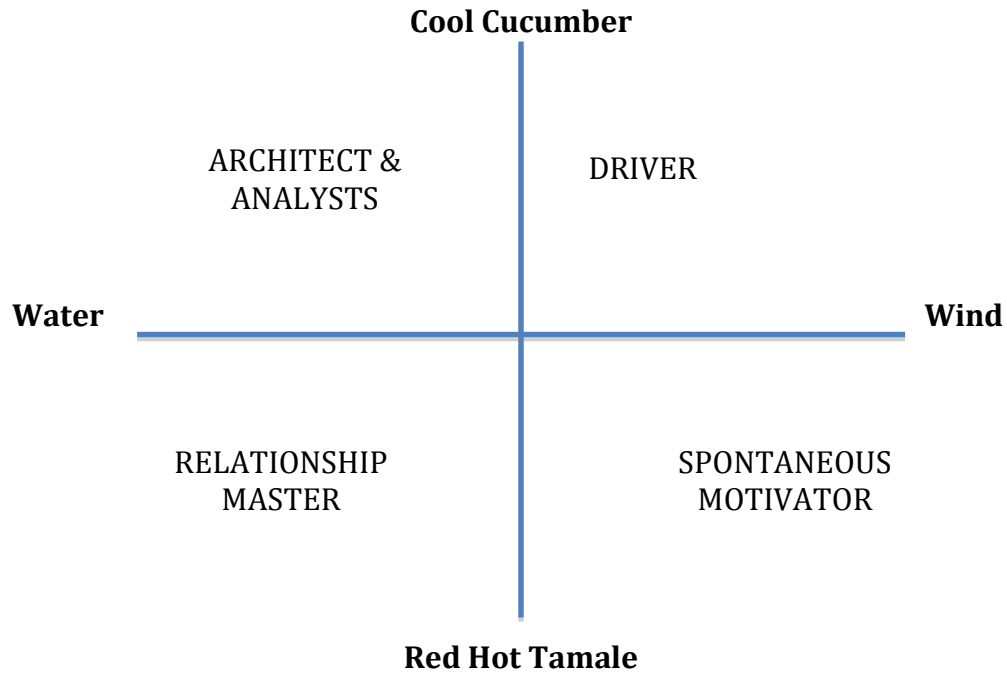 Cool Cucumber
ARCHITECT &
ANALYSTS
DRIVER
Water
Wind
RELATIONSHIP
MASTER
SPONTANEOUS
MOTIVATOR
Red Hot Tamale